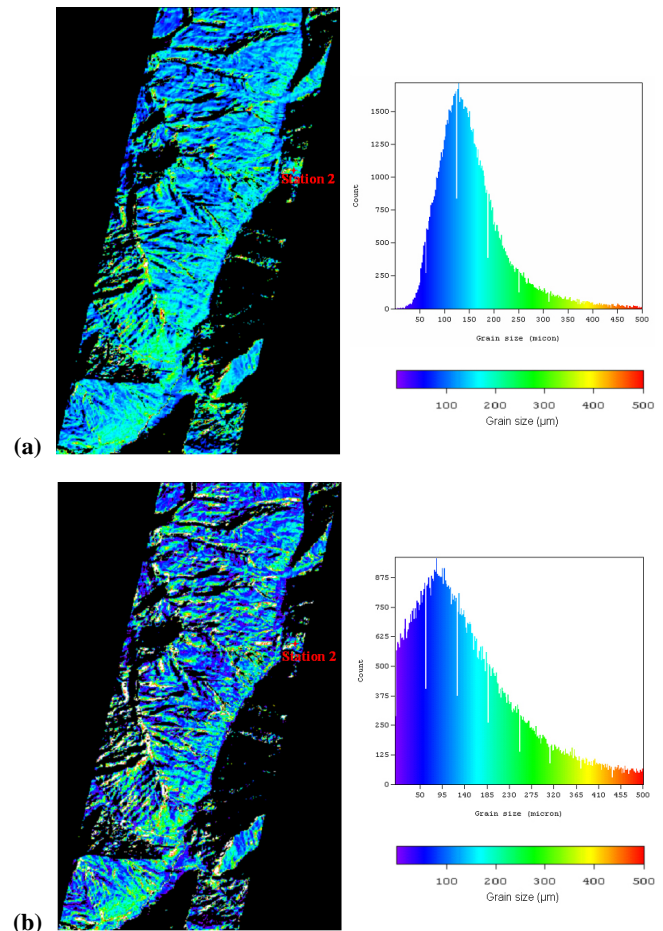 Station 2
1500
1250
1000
750
500
250
0
Count
50 100 150 200 250 300 350 400 450 500
Grain size (micron)
100 200 300 400 500
Grain size (µm)
(a)
Station 2
875
750
625
500
375
250
125
0
Count
50 95 140 185 230 275 320 365 410 455 500
Grain size (micron)
100 200 300 400 500
Grain size (µm)
(b)